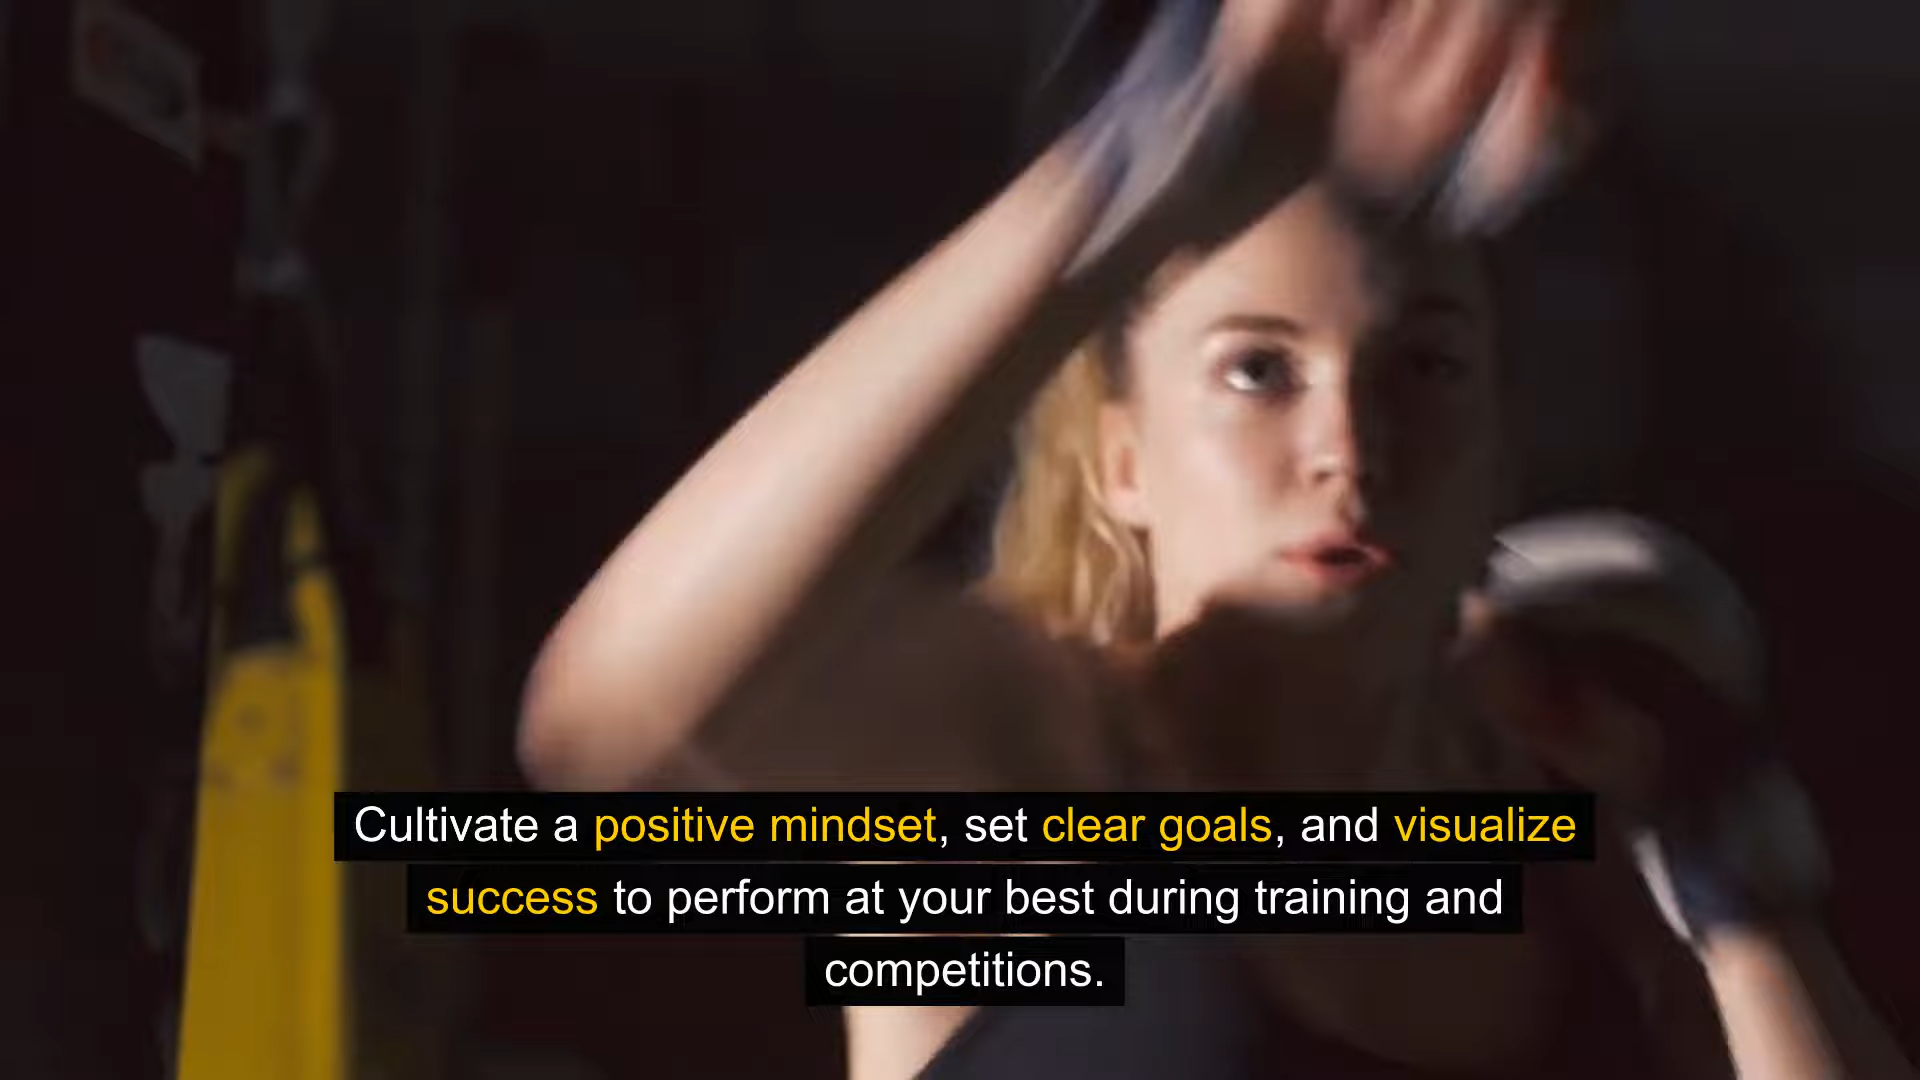 Cultivate a positive mindset, set clear goals, and visualize
success to perform at your best during training and
competitions.